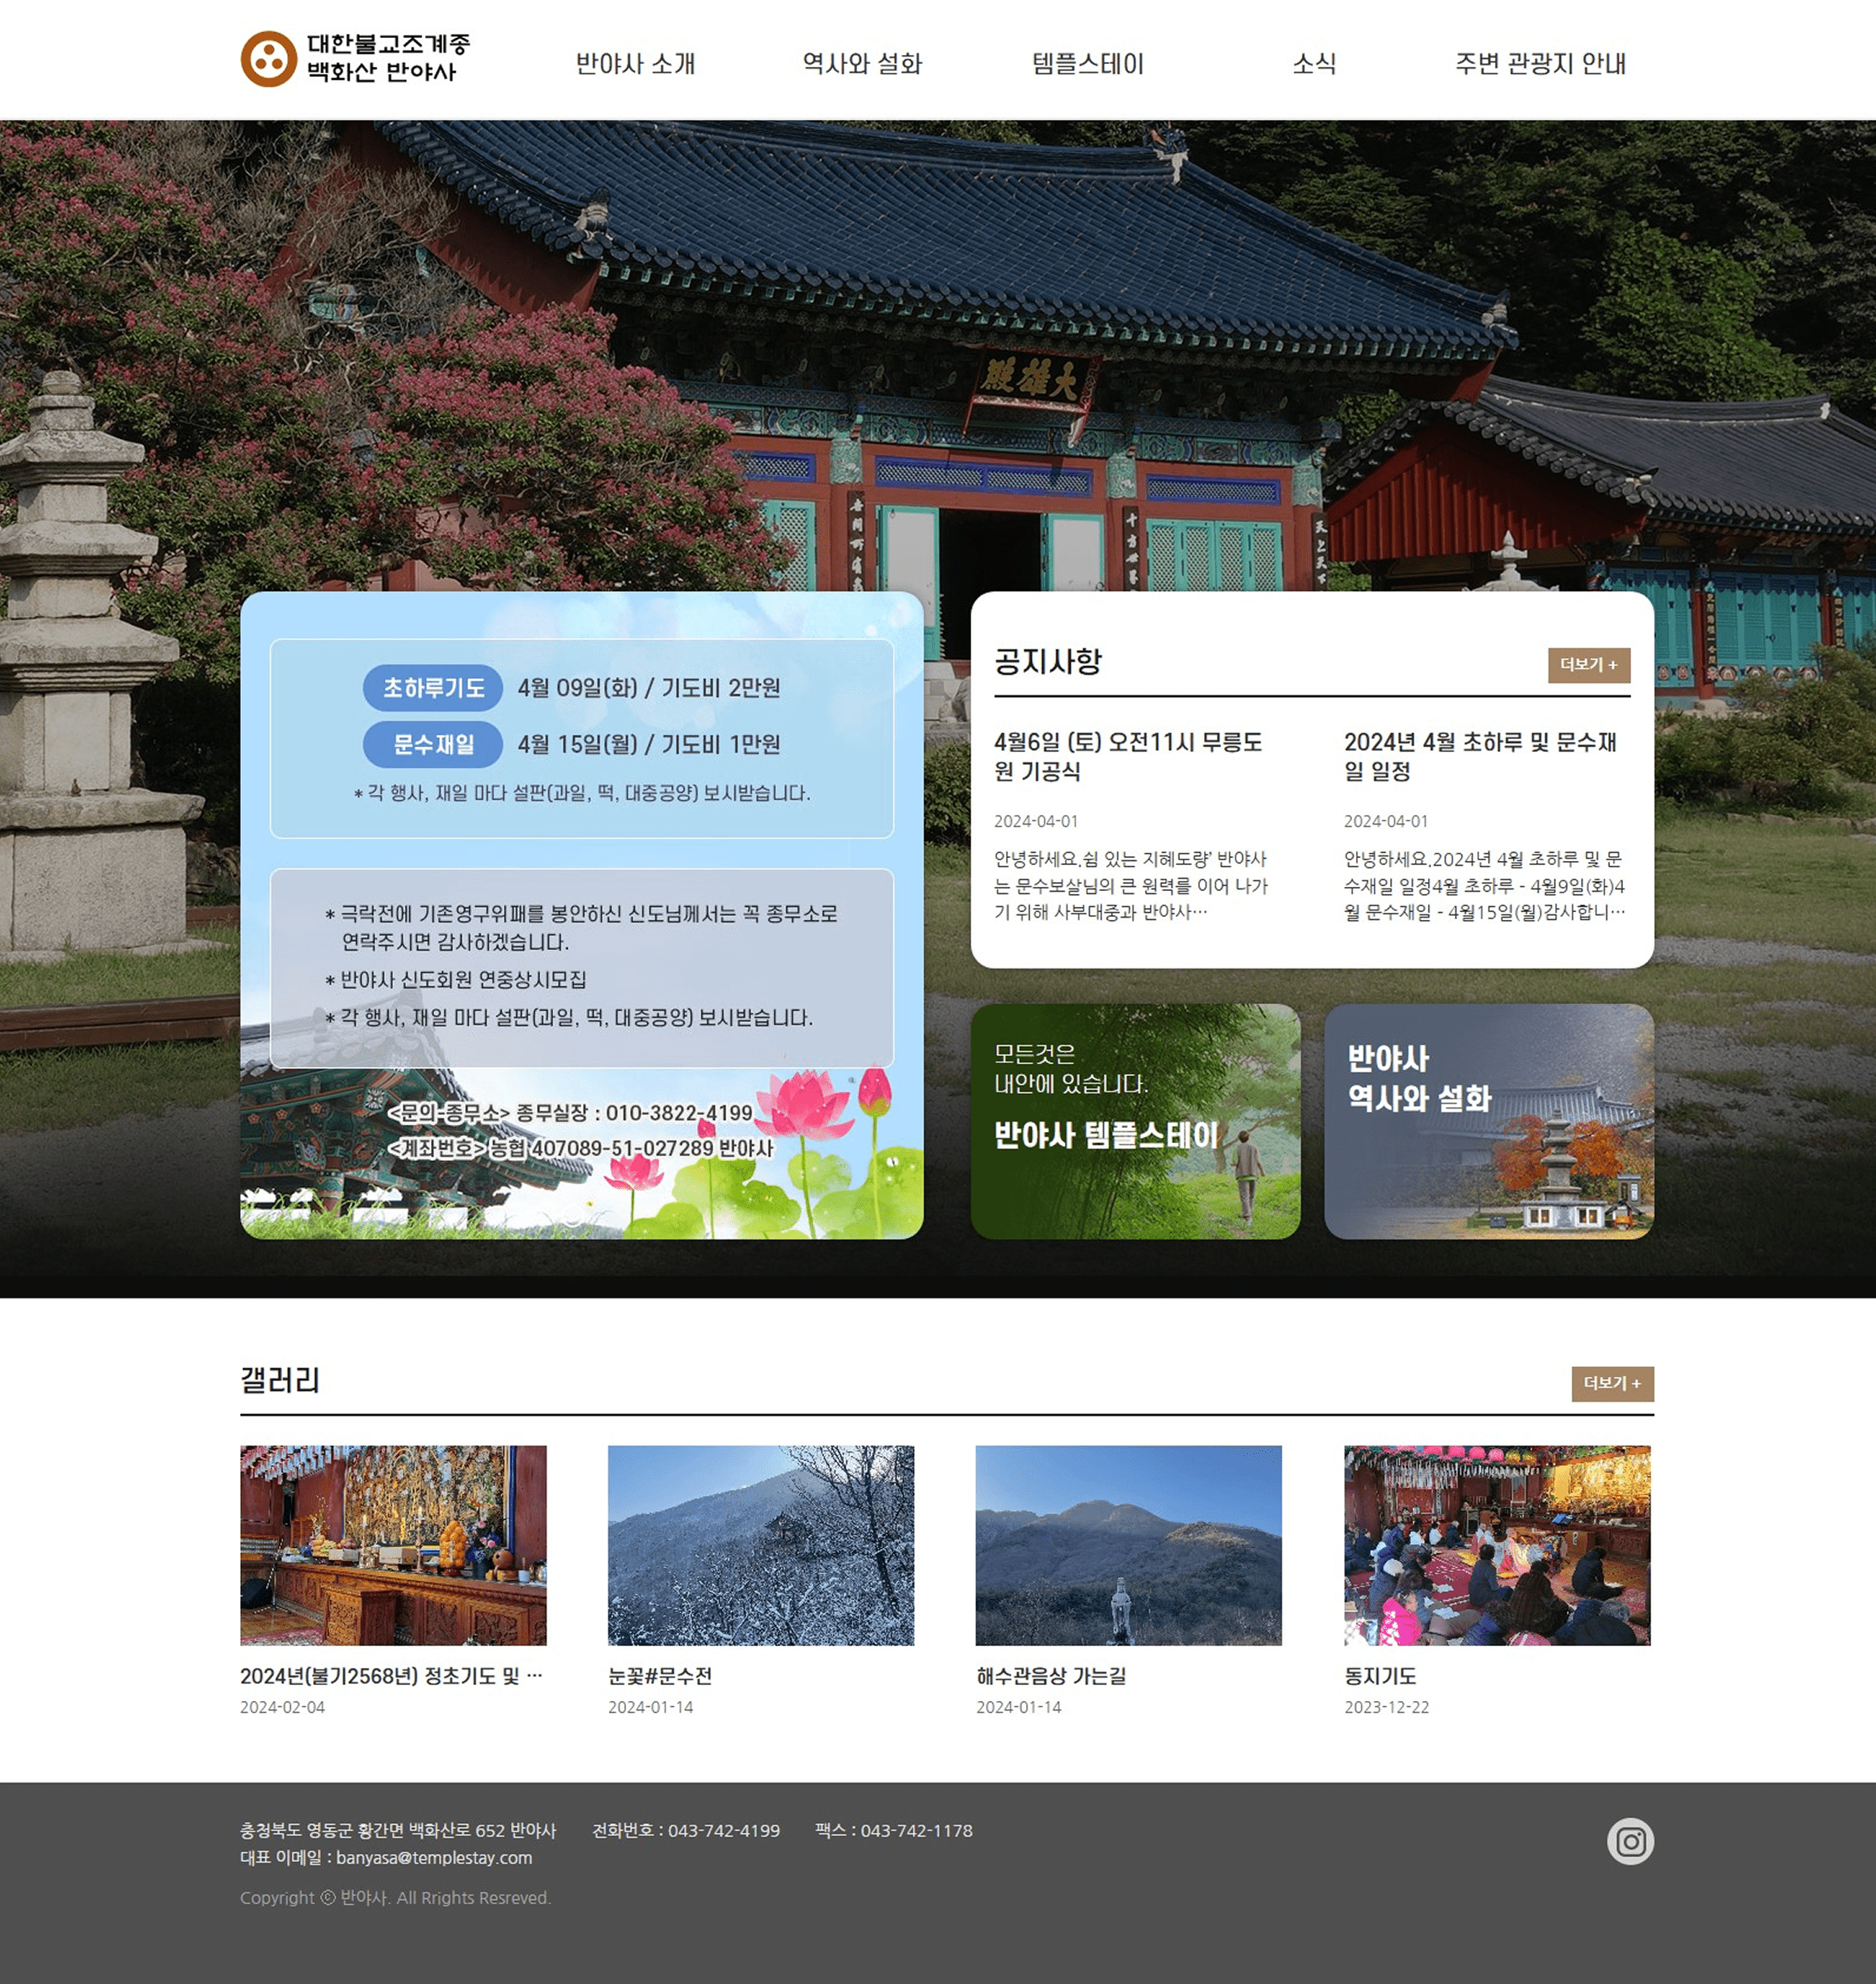 대한불교조계종
백화산 반야사
반야사 소개
역사와 설화
템플스테이
소식
주변 관광지 안내
殿雄大
초하루기도 4월 09일(화) / 기도비 2만원
문수재일 4월 15일(월) / 기도비 1만원
* 각 행사, 재일 마다 설판(과일, 떡, 대중공양) 보시받습니다.
* 극락전에 기존영구위패를 봉안하신 신도님께서는 꼭 종무소로
연락주시면 감사하겠습니다.
* 반야사 신도회원 연중상시모집
* 각 행사, 재일 마다 설판(과일, 떡, 대중공양) 보시받습니다.
<문의-종무소> 종무실장 : 010-3822-4199
<계좌번호> 농협 407089-51-027289 반야사
공지사항
더보기 +
4월6일 (토) 오전11시 무릉도
원 기공식
2024-04-01
안녕하세요.쉼 있는 지혜도량’ 반야사
는 문수보살님의 큰 원력를 이어 나가
기 위해 사부대중과 반야사…
2024년 4월 초하루 및 문수재
일 일정
2024-04-01
안녕하세요.2024년 4월 초하루 및 문
수재일 일정4월 초하루 - 4월9일(화)4
월 문수재일 - 4월15일(월)감사합니…
모든것은
내안에 있습니다.
반야사 템플스테이
반야사
역사와 설화
갤러리
더보기 +
2024년(불기2568년) 정초기도 및 …
2024-02-04
눈꽃#문수전
2024-01-14
해수관음상 가는길
2024-01-14
동지기도
2023-12-22
충청북도 영동군 황간면 백화산로 652 반야사 전화번호 : 043-742-4199 팩스 : 043-742-1178
대표 이메일 : banyasa@templestay.com
Copyright ⓒ 반야사. All Rrights Resreved.